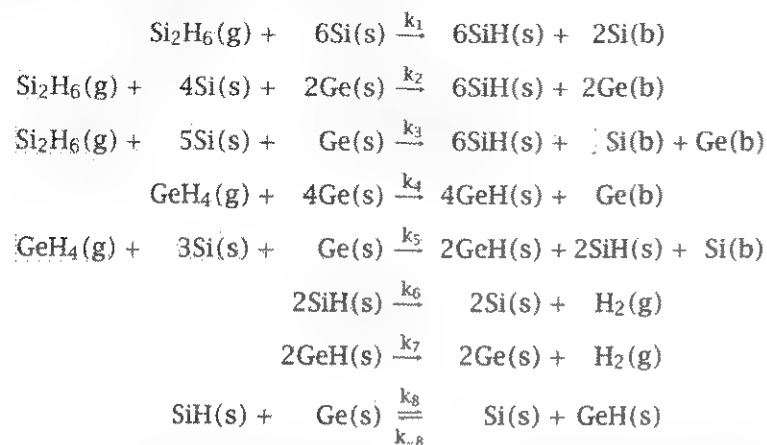 Si₂H₆(g) + 6Si(s) →k₁ 6SiH(s) + 2Si(b)
Si₂H₆(g) + 4Si(s) + 2Ge(s) →k₂ 6SiH(s) + 2Ge(b)
Si₂H₆(g) + 5Si(s) + Ge(s) →k₃ 6SiH(s) + Si(b) + Ge(b)
GeH₄(g) + 4Ge(s) →k₄ 4GeH(s) + Ge(b)
GeH₄(g) + 3Si(s) + Ge(s) →k₅ 2GeH(s) + 2SiH(s) + Si(b)
2SiH(s) →k₆ 2Si(s) + H₂(g)
2GeH(s) →k₇ 2Ge(s) + H₂(g)
SiH(s) + Ge(s) ⇌k₈ k₋₈ Si(s) + GeH(s)